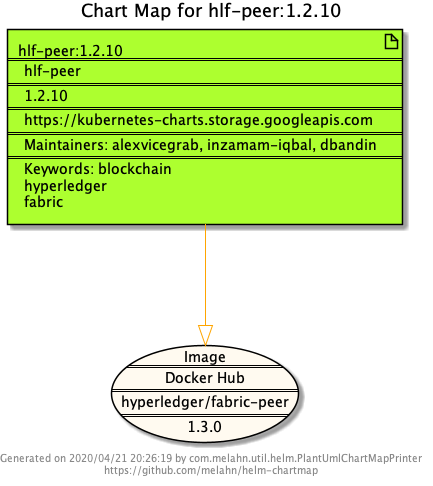 Chart Map for hlf-peer:1.2.10
hlf-peer:1.2.10
hlf-peer
1.2.10
https://kubernetes-charts.storage.googleapis.com
Maintainers: alexvicegrab, inzamam-iqbal, dbandin
Keywords: blockchain
hyperledger
fabric
Image
Docker Hub
hyperledger/fabric-peer
1.3.0
Generated on 2020/04/21 20:26:19 by com.melahn.util.helm.PlantUmlChartMapPrinter
https://github.com/melahn/helm-chartmap